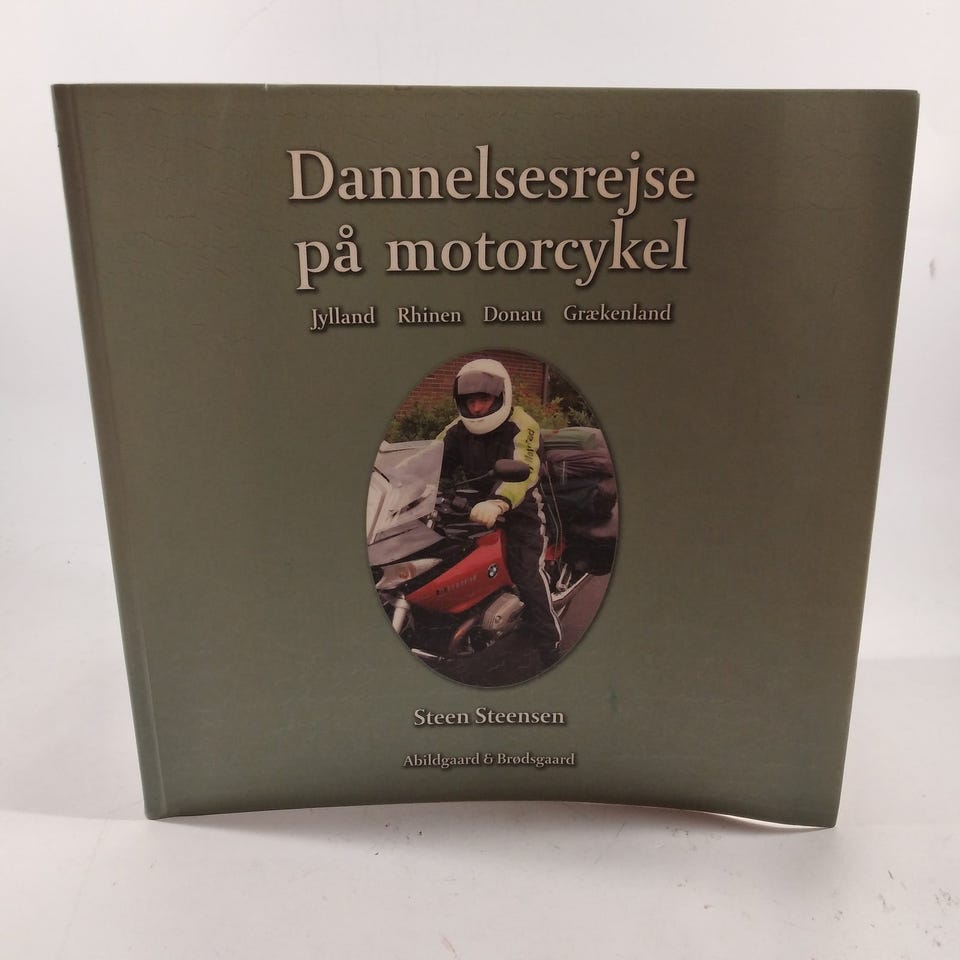 Dannelsesrejse
på motorcykel
Jylland Rhinen Donau Grækenland
Steen Steensen
Abildgaard & Brødsgaard